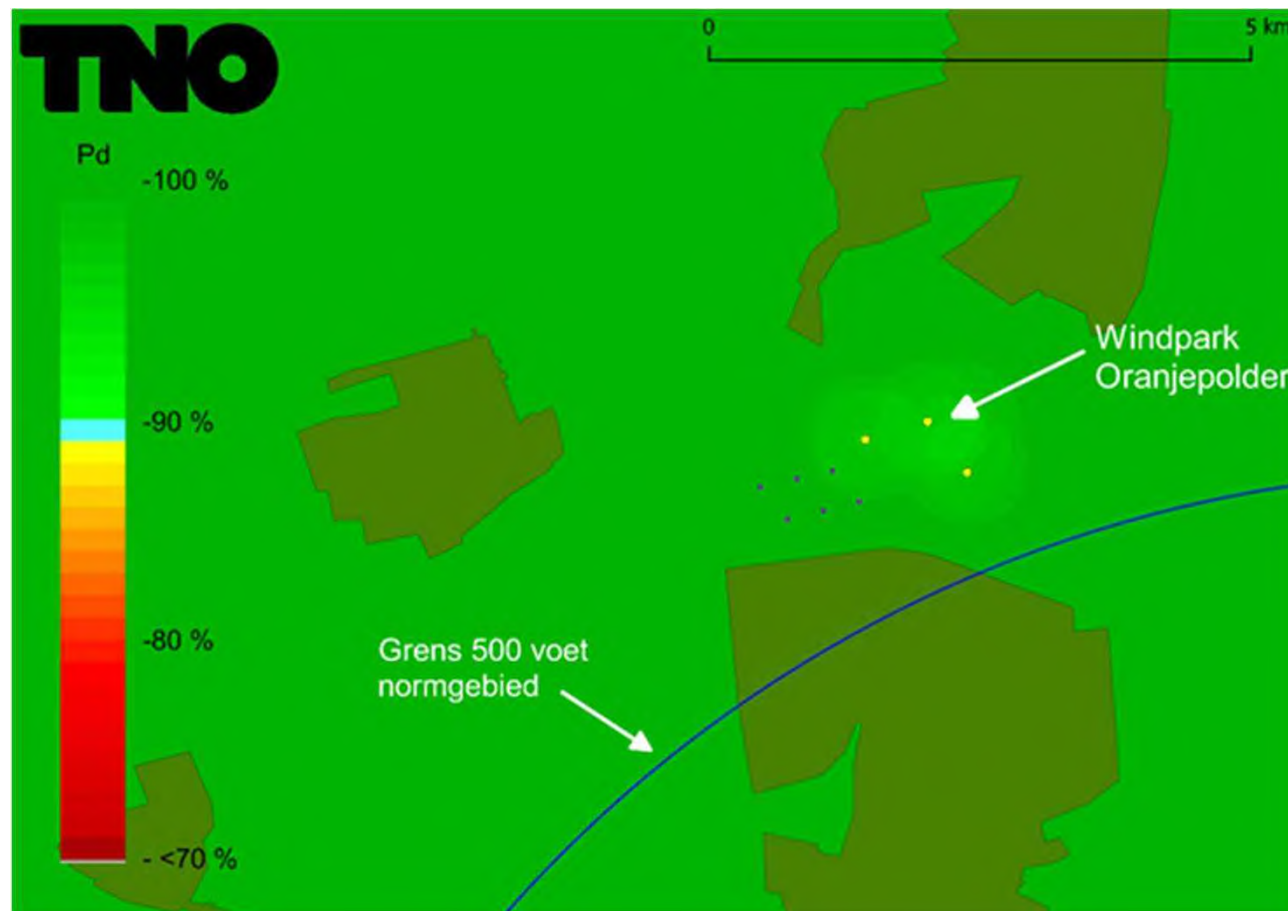 TNO
0 5 km
Pd
-100 %
-90 %
-80 %
- <70 %
Windpark
Oranjepolder
Grens 500 voet
normgebied